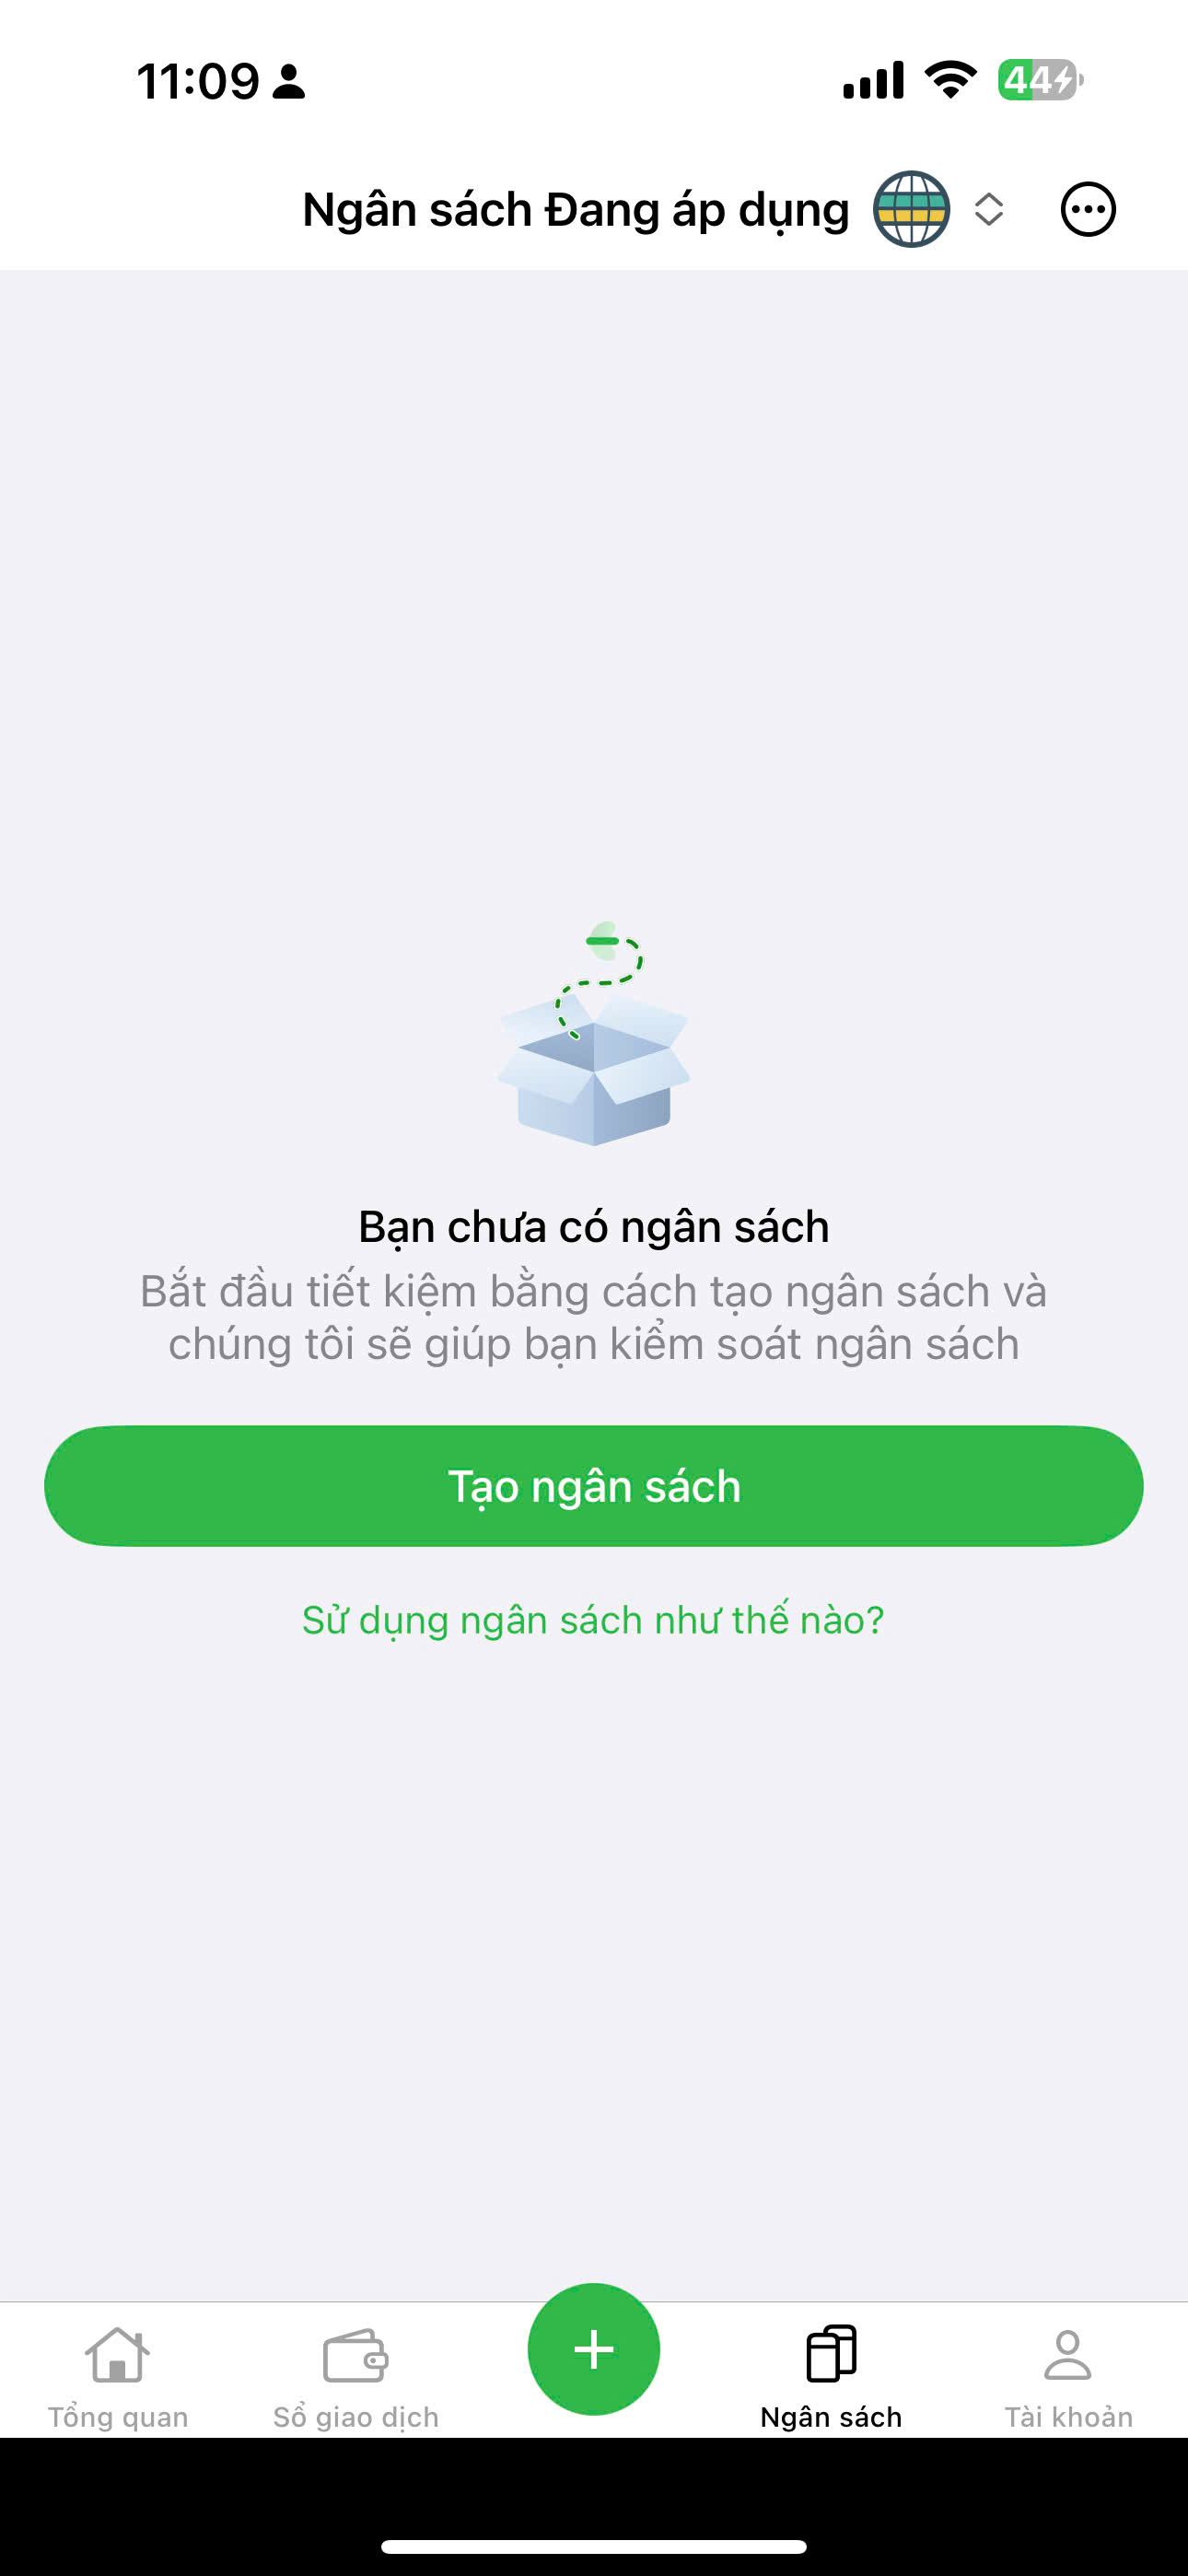 11:09
44
Ngân sách Đang áp dụng
Bạn chưa có ngân sách
Bắt đầu tiết kiệm bằng cách tạo ngân sách và
chúng tôi sẽ giúp bạn kiểm soát ngân sách
Tạo ngân sách
Sử dụng ngân sách như thế nào?
Tổng quan
Sổ giao dịch
Ngân sách
Tài khoản